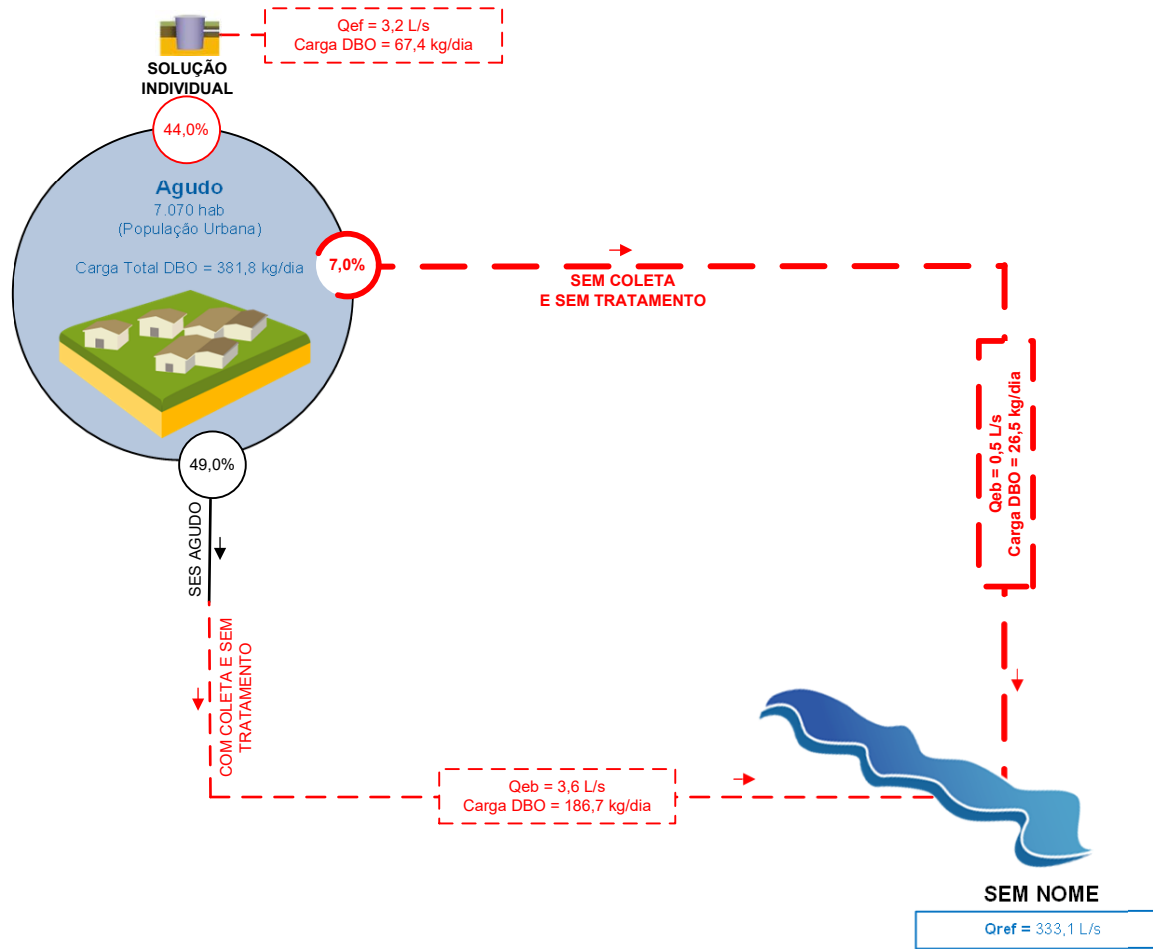 Qef = 3,2 L/s
Carga DBO = 67,4 kg/dia
SOLUÇÃO
INDIVIDUAL
44,0%
Agudo
7.070 hab
(População Urbana)
Carga Total DBO = 381,8 kg/dia
7,0%
SEM COLETA
E SEM TRATAMENTO
Qeb = 0,5 L/s
Carga DBO = 26,5 kg/dia
49,0%
SES AGUDO
COM COLETA E SEM
TRATAMENTO
Qeb = 3,6 L/s
Carga DBO = 186,7 kg/dia
SEM NOME
Qref = 333,1 L/s